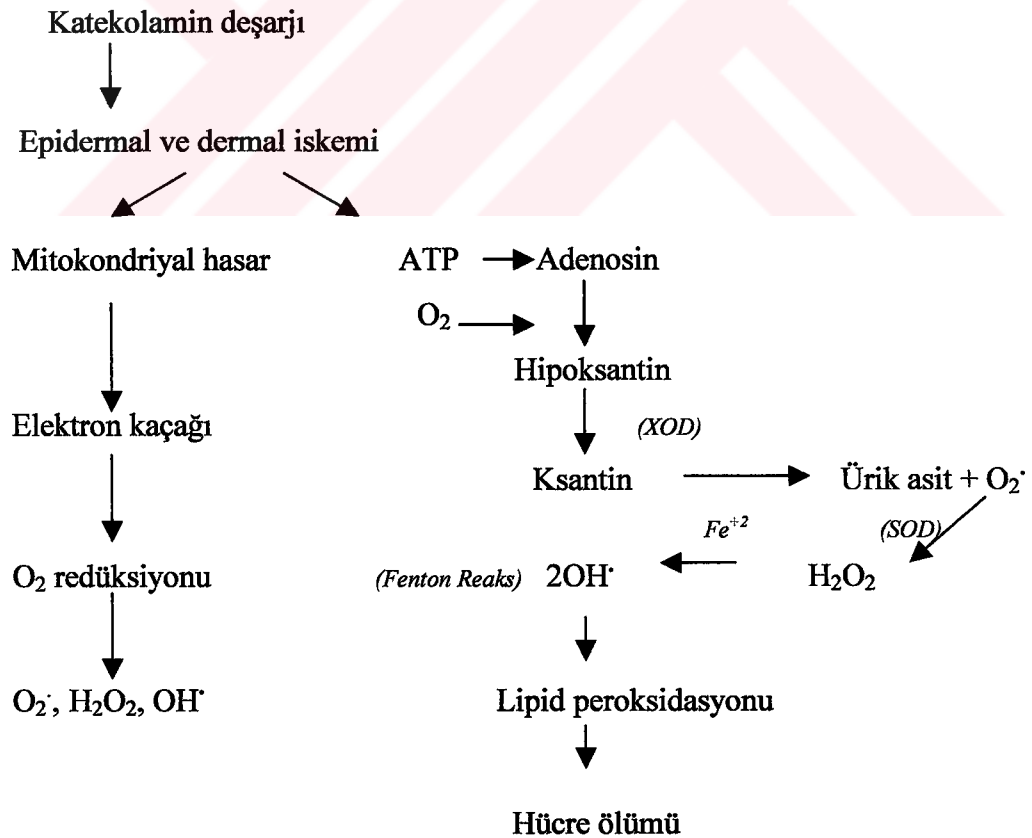 Katekolamin deşarjı
Epidermal ve dermal iskemi
Mitokondriyal hasar
ATP Adenosin
O₂
Hipoksantin
Elektron kaçağı
(XOD)
Ksantin Ürik asit + O₂˙
Fe⁺² (SOD)
O₂ redüksiyonu
(Fenton Reaks) 2OH˙ H₂O₂
O₂˙, H₂O₂, OH˙
Lipid peroksidasyonu
Hücre ölümü